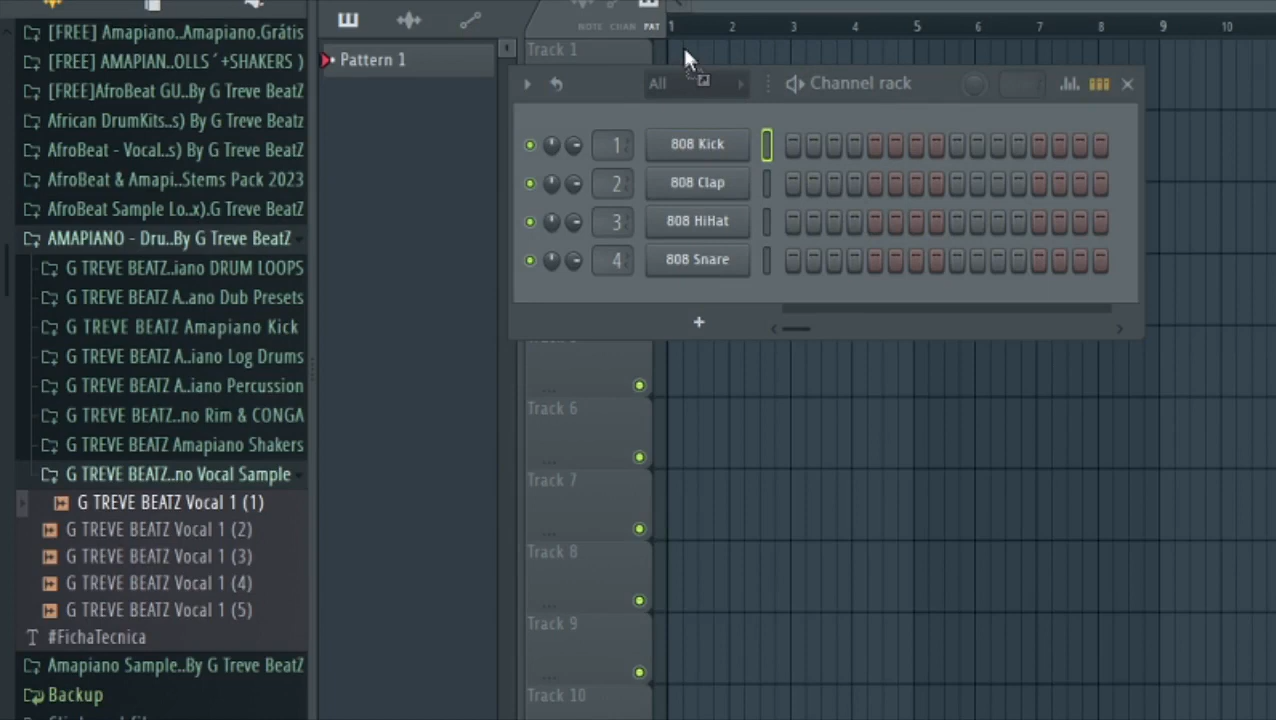 [FREE] Amapiano..Amapiano.Grátis
[FREE] AMAPIAN..OLLS´+SHAKERS )
[FREE]AfroBeat GU..By G Treve Beatz
African DrumKits..s) By G Treve Beatz
AfroBeat - Vocal..s) By G Treve BeatZ
AfroBeat & Amapi..Stems Pack 2023
AfroBeat Sample Lo..x).G Treve BeatZ
AMAPIANO - Dru..By G Treve BeatZ
G TREVE BEATZ..iano DRUM LOOPS
G TREVE BEATZ A..ano Dub Presets
G TREVE BEATZ Amapiano Kick
G TREVE BEATZ A..iano Log Drums
G TREVE BEATZ A..iano Percussion
G TREVE BEATZ..no Rim & CONGA
G TREVE BEATZ Amapiano Shakers
G TREVE BEATZ..no Vocal Sample
G TREVE BEATZ Vocal 1 (1)
G TREVE BEATZ Vocal 1 (2)
G TREVE BEATZ Vocal 1 (3)
G TREVE BEATZ Vocal 1 (4)
G TREVE BEATZ Vocal 1 (5)
#FichaTecnica
Amapiano Sample..By G Treve BeatZ
Backup
Pattern 1
NOTE CHAN PAT
1 2 3 4 5 6 7 8 9 10
Track 1
All
Channel rack
1 808 Kick
2 808 Clap
3 808 HiHat
4 808 Snare
Track 6
Track 7
Track 8
Track 9
Track 10